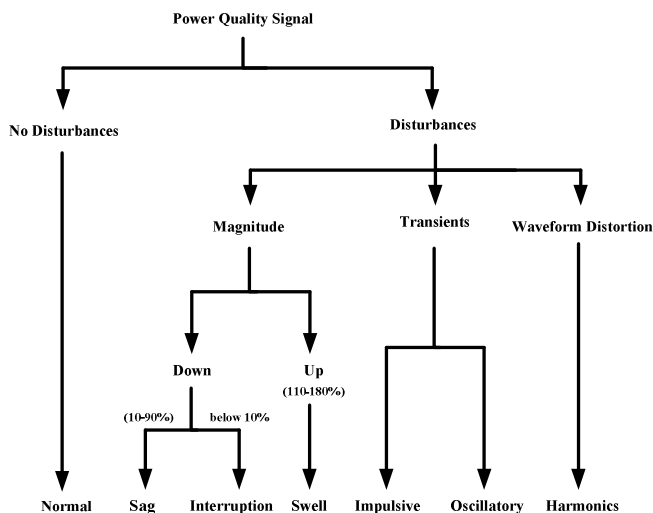 Power Quality Signal
No Disturbances
Disturbances
Magnitude
Transients
Waveform Distortion
Down
Up
(110-180%)
(10-90%)
below 10%
Normal
Sag
Interruption
Swell
Impulsive
Oscillatory
Harmonics